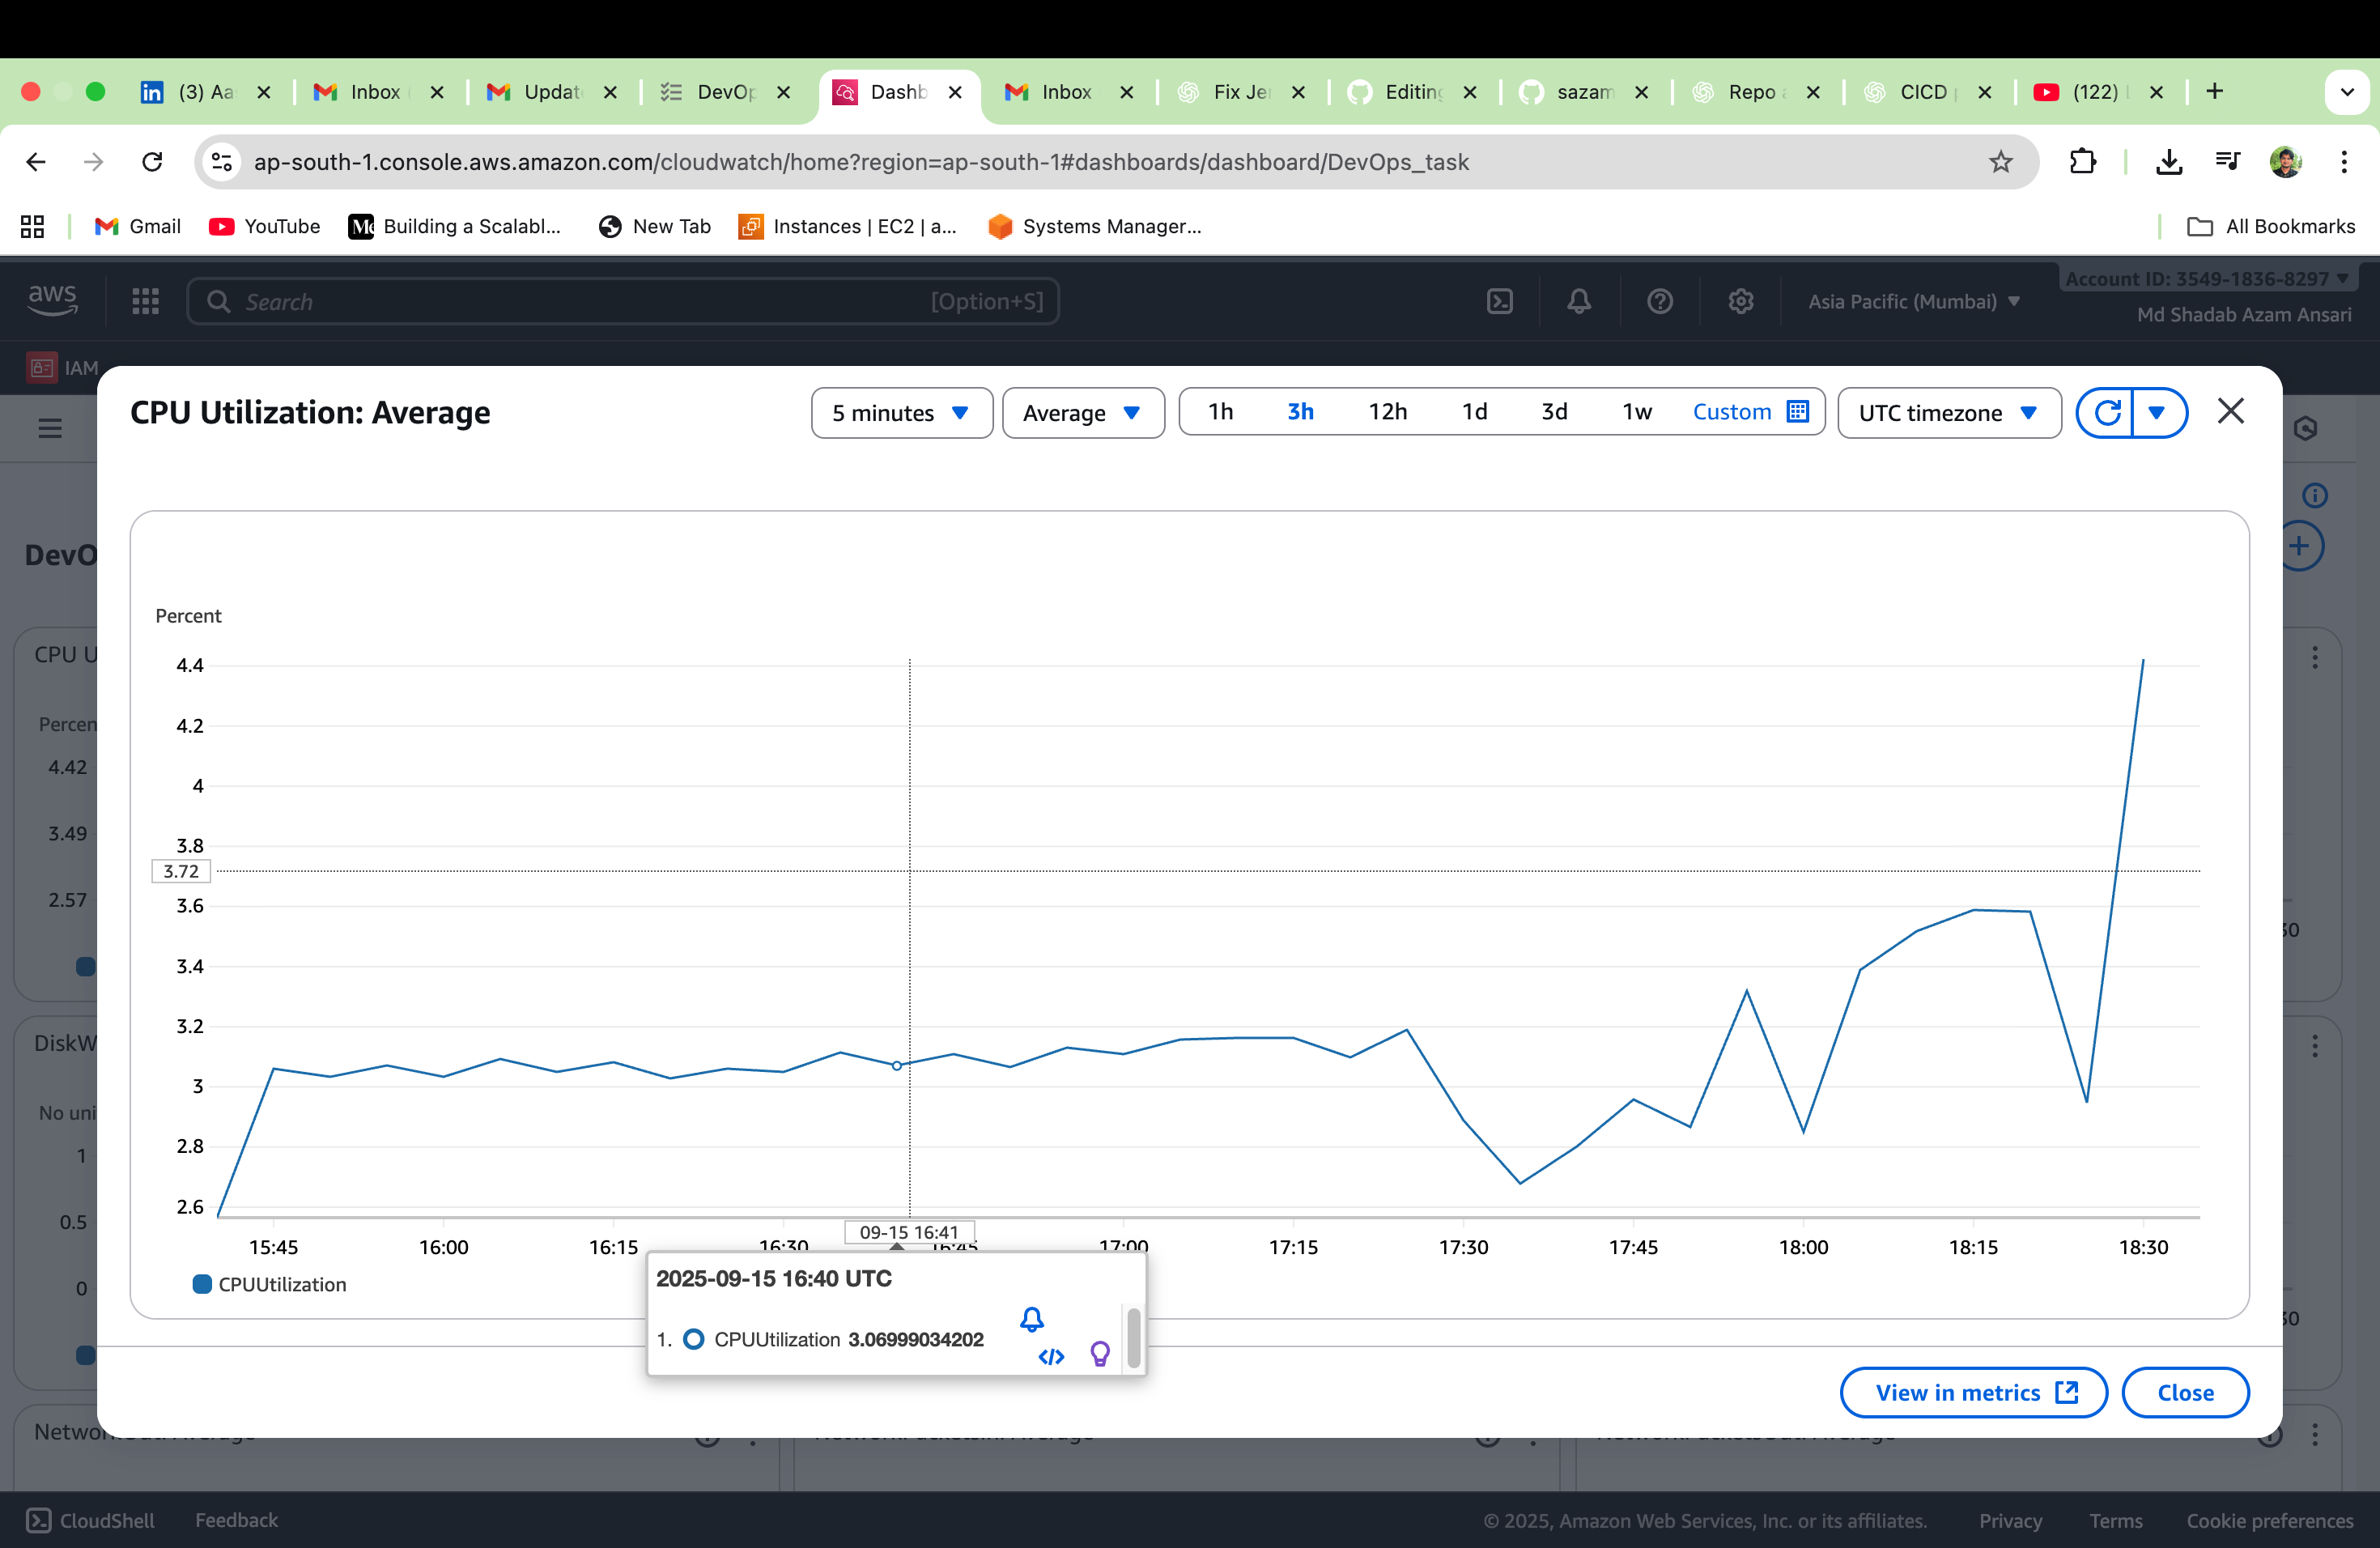 (3) Aa
Inbox
Updat
DevOp
Dashb
Inbox
Fix Je
Editing
sazam
Repo
CICD
(122)
ap-south-1.console.aws.amazon.com/cloudwatch/home?region=ap-south-1#dashboards/dashboard/DevOps_task
Gmail
YouTube
Building a Scalabl...
New Tab
Instances | EC2 | a...
Systems Manager...
All Bookmarks
aws
Search
[Option+S]
Asia Pacific (Mumbai)
Account ID: 3549-1836-8297
Md Shadab Azam Ansari
IAM
CPU Utilization: Average
5 minutes
Average
1h
3h
12h
1d
3d
1w
Custom
UTC timezone
DevO
CPU U
Percen
4.42
3.49
2.57
DiskW
No uni
1
0.5
0
Percent
4.4
4.2
4
3.8
3.72
3.6
3.4
3.2
3
2.8
2.6
09-15 16:41
15:45
16:00
16:15
16:30
16:45
17:00
17:15
17:30
17:45
18:00
18:15
18:30
CPUUtilization
2025-09-15 16:40 UTC
1. CPUUtilization 3.06999034202
View in metrics
Close
CloudShell
Feedback
© 2025, Amazon Web Services, Inc. or its affiliates.
Privacy
Terms
Cookie preferences